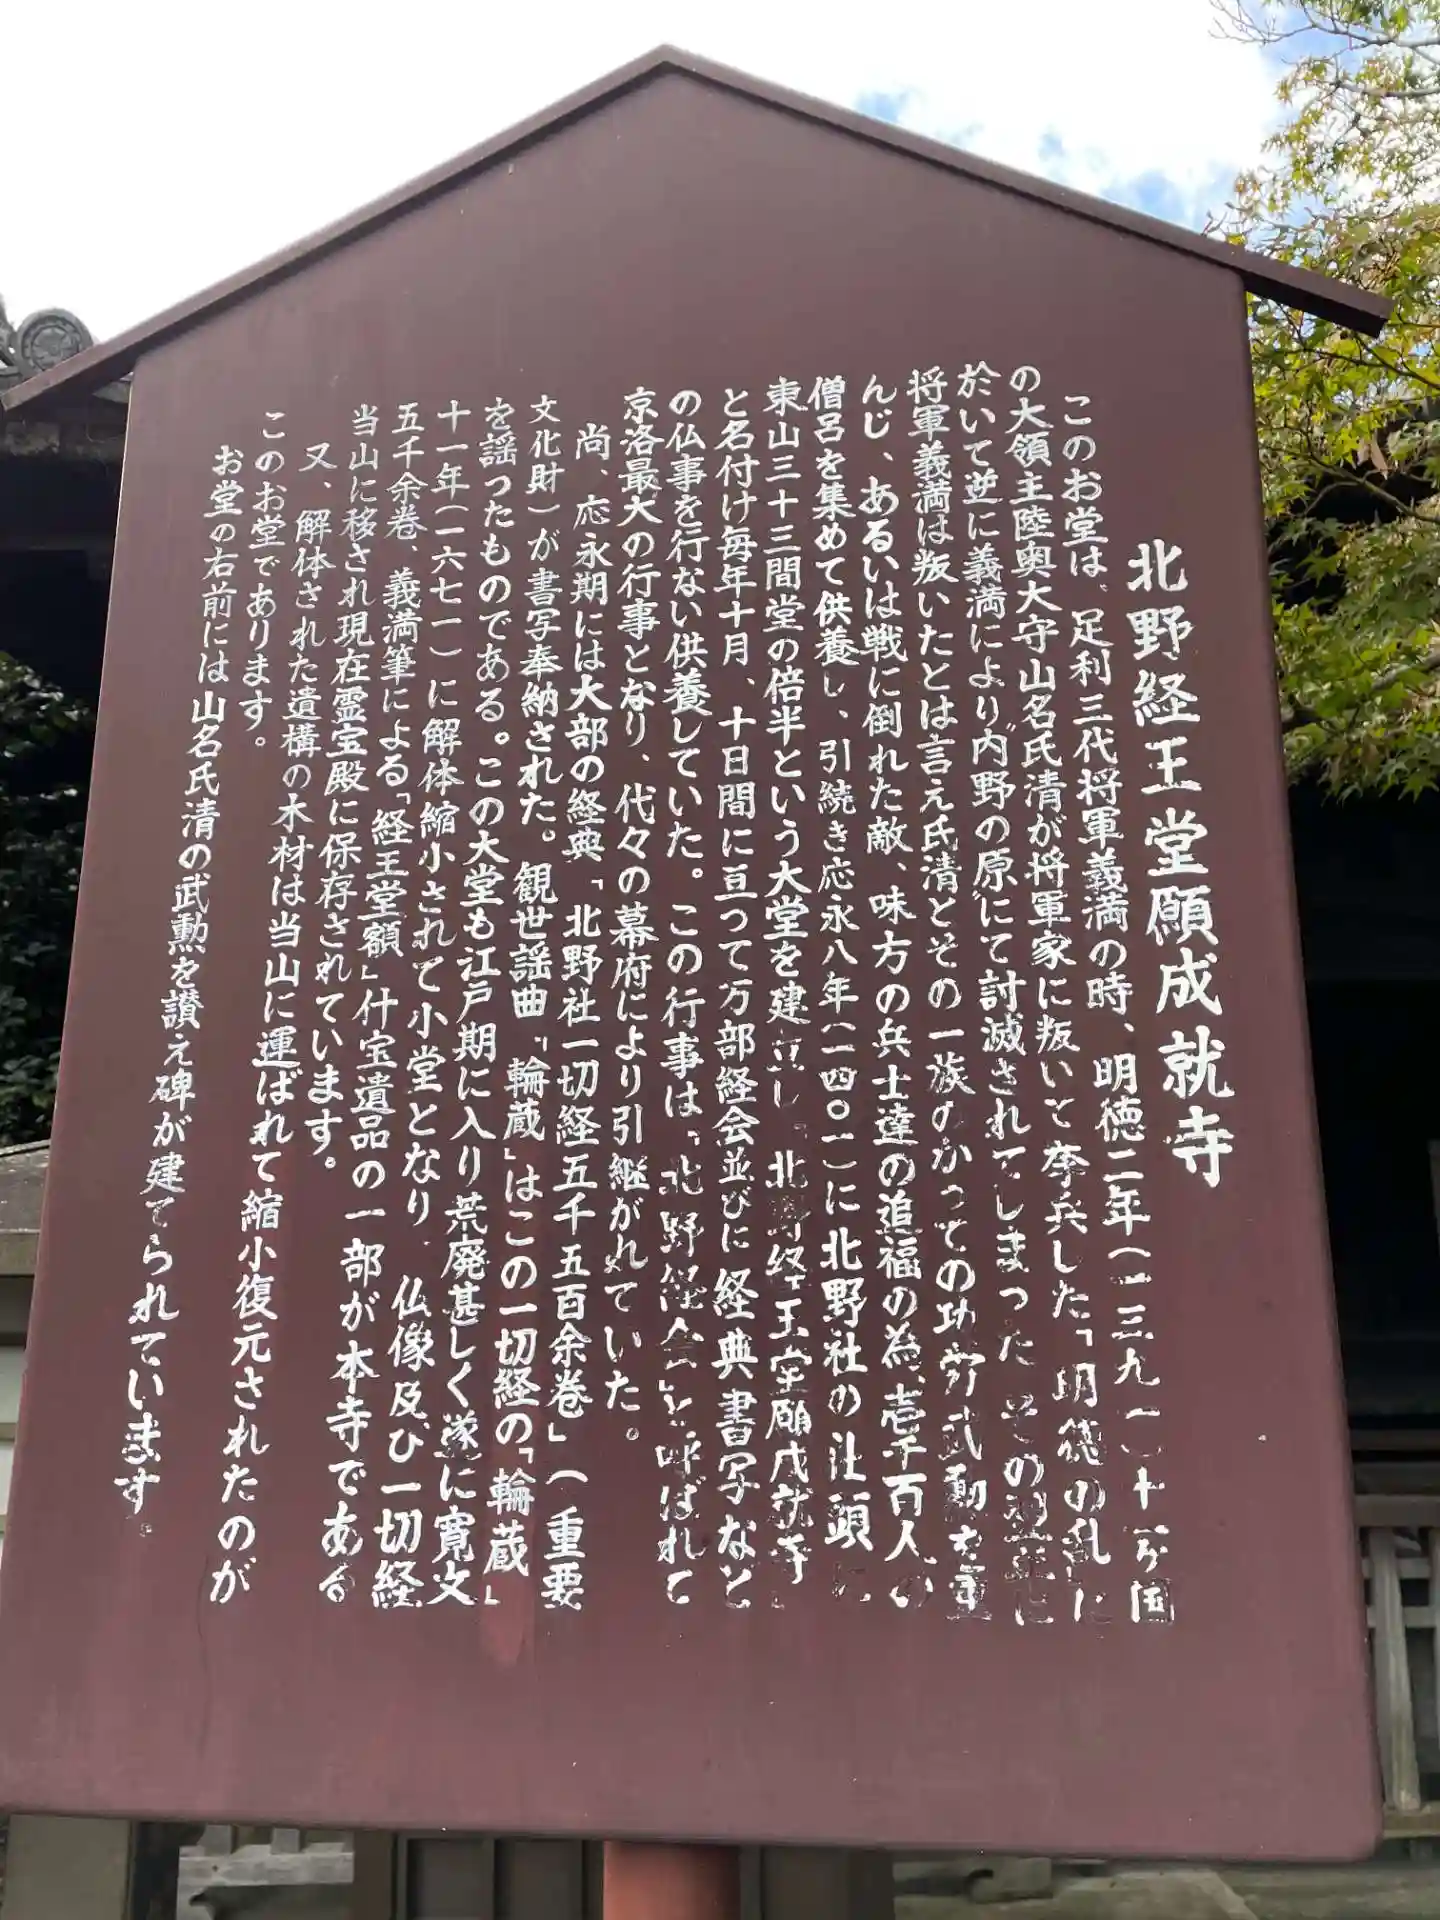 北野経王堂願成就寺
このお堂は、足利三代将軍義満の時、明徳二年(一三九一)十一ヶ国
の大領主陸奥大守山名氏清が将軍家に叛いて挙兵した「明徳の乱」に
於いて逆に義満により"内野の原"にて討滅されてしまった その
将軍義満は叛いたとは言え氏清とその一族のかつての功労武勲を重
んじ、あるいは戦に倒れた敵、味方の兵士達の追福の為、壱千百人の
僧呂を集めて供養し、引続き応永八年(一四〇一)に北野社の社頭に
東山三十三間堂の倍半という大堂を建立し「北野経王堂願成就寺」
と名付け毎年十月、十日間に亘って万部経会並びに経典書写など
の仏事を行ない供養していた。この行事は、「北野経会」と呼ばれて
京洛最大の行事となり、代々の幕府により引継がれていた。
尚、応永期には大部の経典「北野社一切経五千五百余巻」(重要
文化財)が書写奉納された。観世謡曲、「輪蔵」はこの一切経の「輪蔵」
を謡ったものである。この大堂も江戸期に入り荒廃甚しく遂に寛文
十一年(一六七一)に解体縮小されて小堂となり、仏像及び一切経
五千余巻、義満筆による「経王堂額」什宝遺品の一部が本寺である
当山に移され現在霊宝殿に保存されています。
又、解体された遺構の木材は当山に運ばれて縮小復元されたのが
このお堂であります。
お堂の右前には山名氏清の武勲を讃え碑が建てられています。